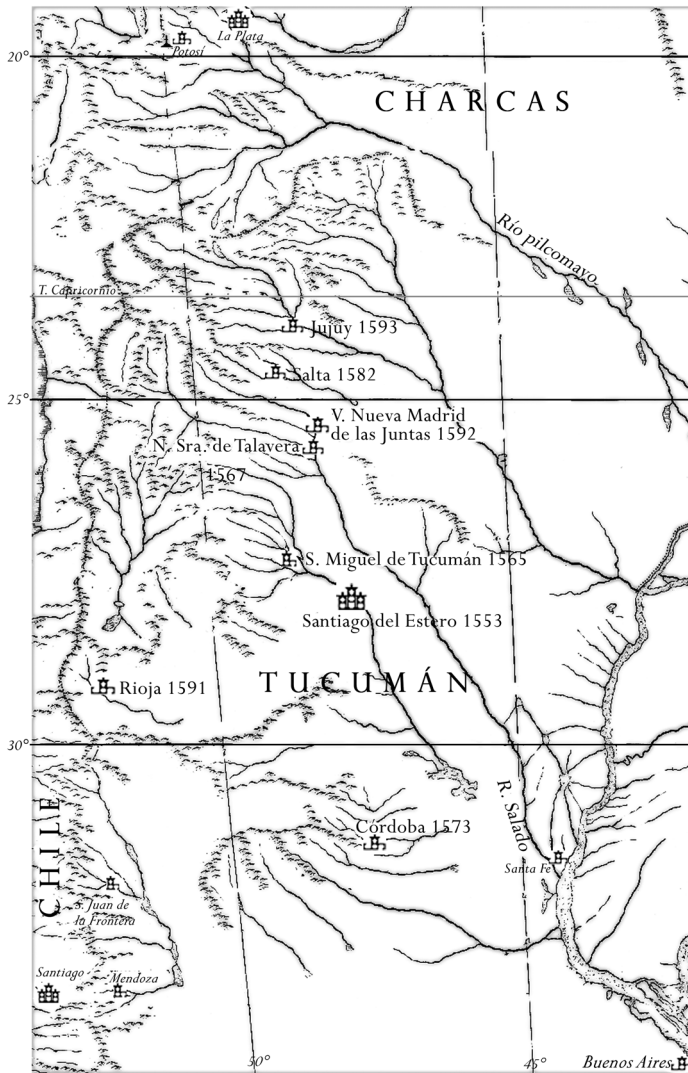 La Plata
Potosí
20°
CHARCAS
Río pilcomayo
T. Capricornio
Jujuy 1593
Salta 1582
25°
V. Nueva Madrid
de las Juntas 1592
N. Sra. de Talavera
1567
S. Miguel de Tucumán 1565
Santiago del Estero 1553
TUCUMÁN
Rioja 1591
30°
R. Salado
CHILE
Córdoba 1573
Santa Fe
S. Juan de
la Frontera
Santiago
Mendoza
50°
45°
Buenos Aires